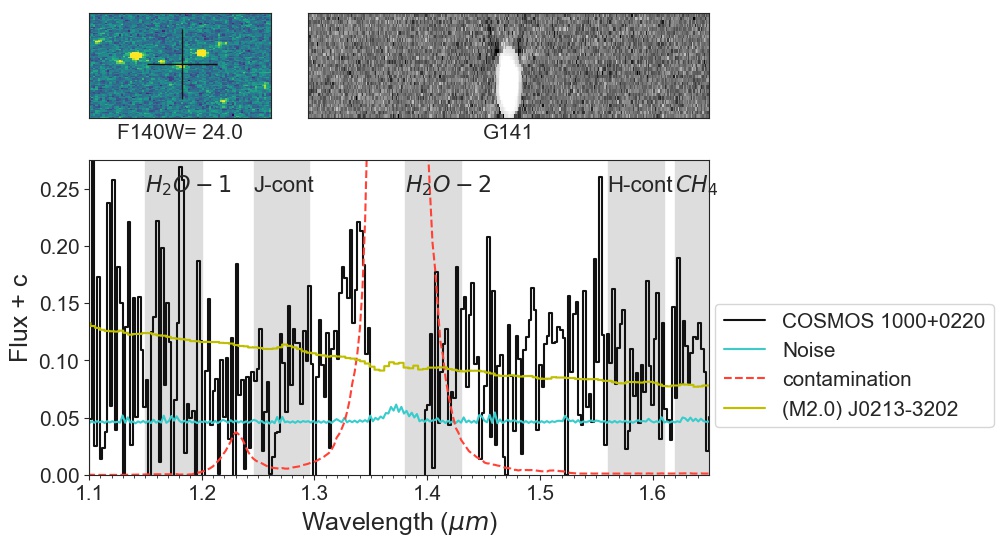 F140W= 24.0
G141
H₂O − 1
J-cont
H₂O − 2
H-cont
CH₄
0.25
0.20
0.15
0.10
0.05
0.00
Flux + c
1.1
1.2
1.3
1.4
1.5
1.6
Wavelength (μm)
COSMOS 1000+0220
Noise
contamination
(M2.0) J0213-3202